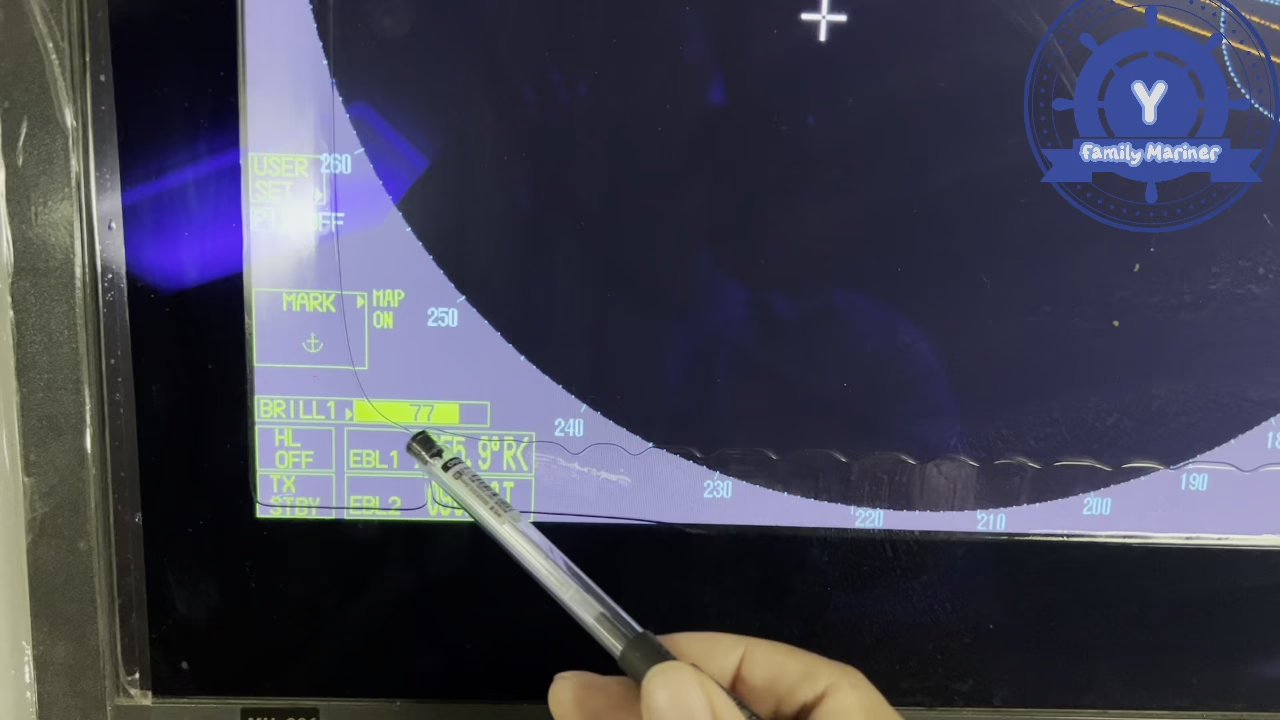 Y
Family Mariner
USER 260
SET
MARK
MAP
ON
250
BRILL1 77
240
HL
OFF
EBL1
TX
STBY
EBL2
230
220
210
200
190